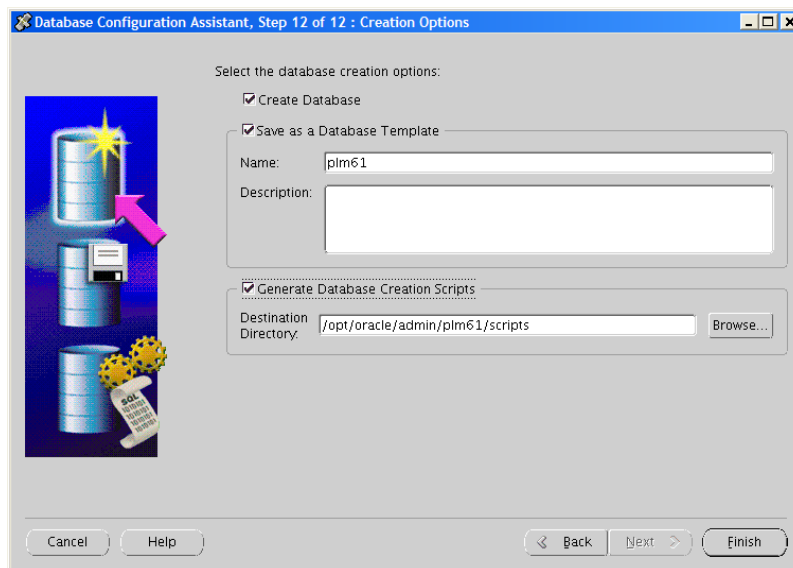 Database Configuration Assistant, Step 12 of 12 : Creation Options
Select the database creation options:
Create Database
Save as a Database Template
Name: plm61
Description:
Generate Database Creation Scripts
Destination
Directory: /opt/oracle/admin/plm61/scripts Browse...
SQL
Cancel Help Back Next Finish